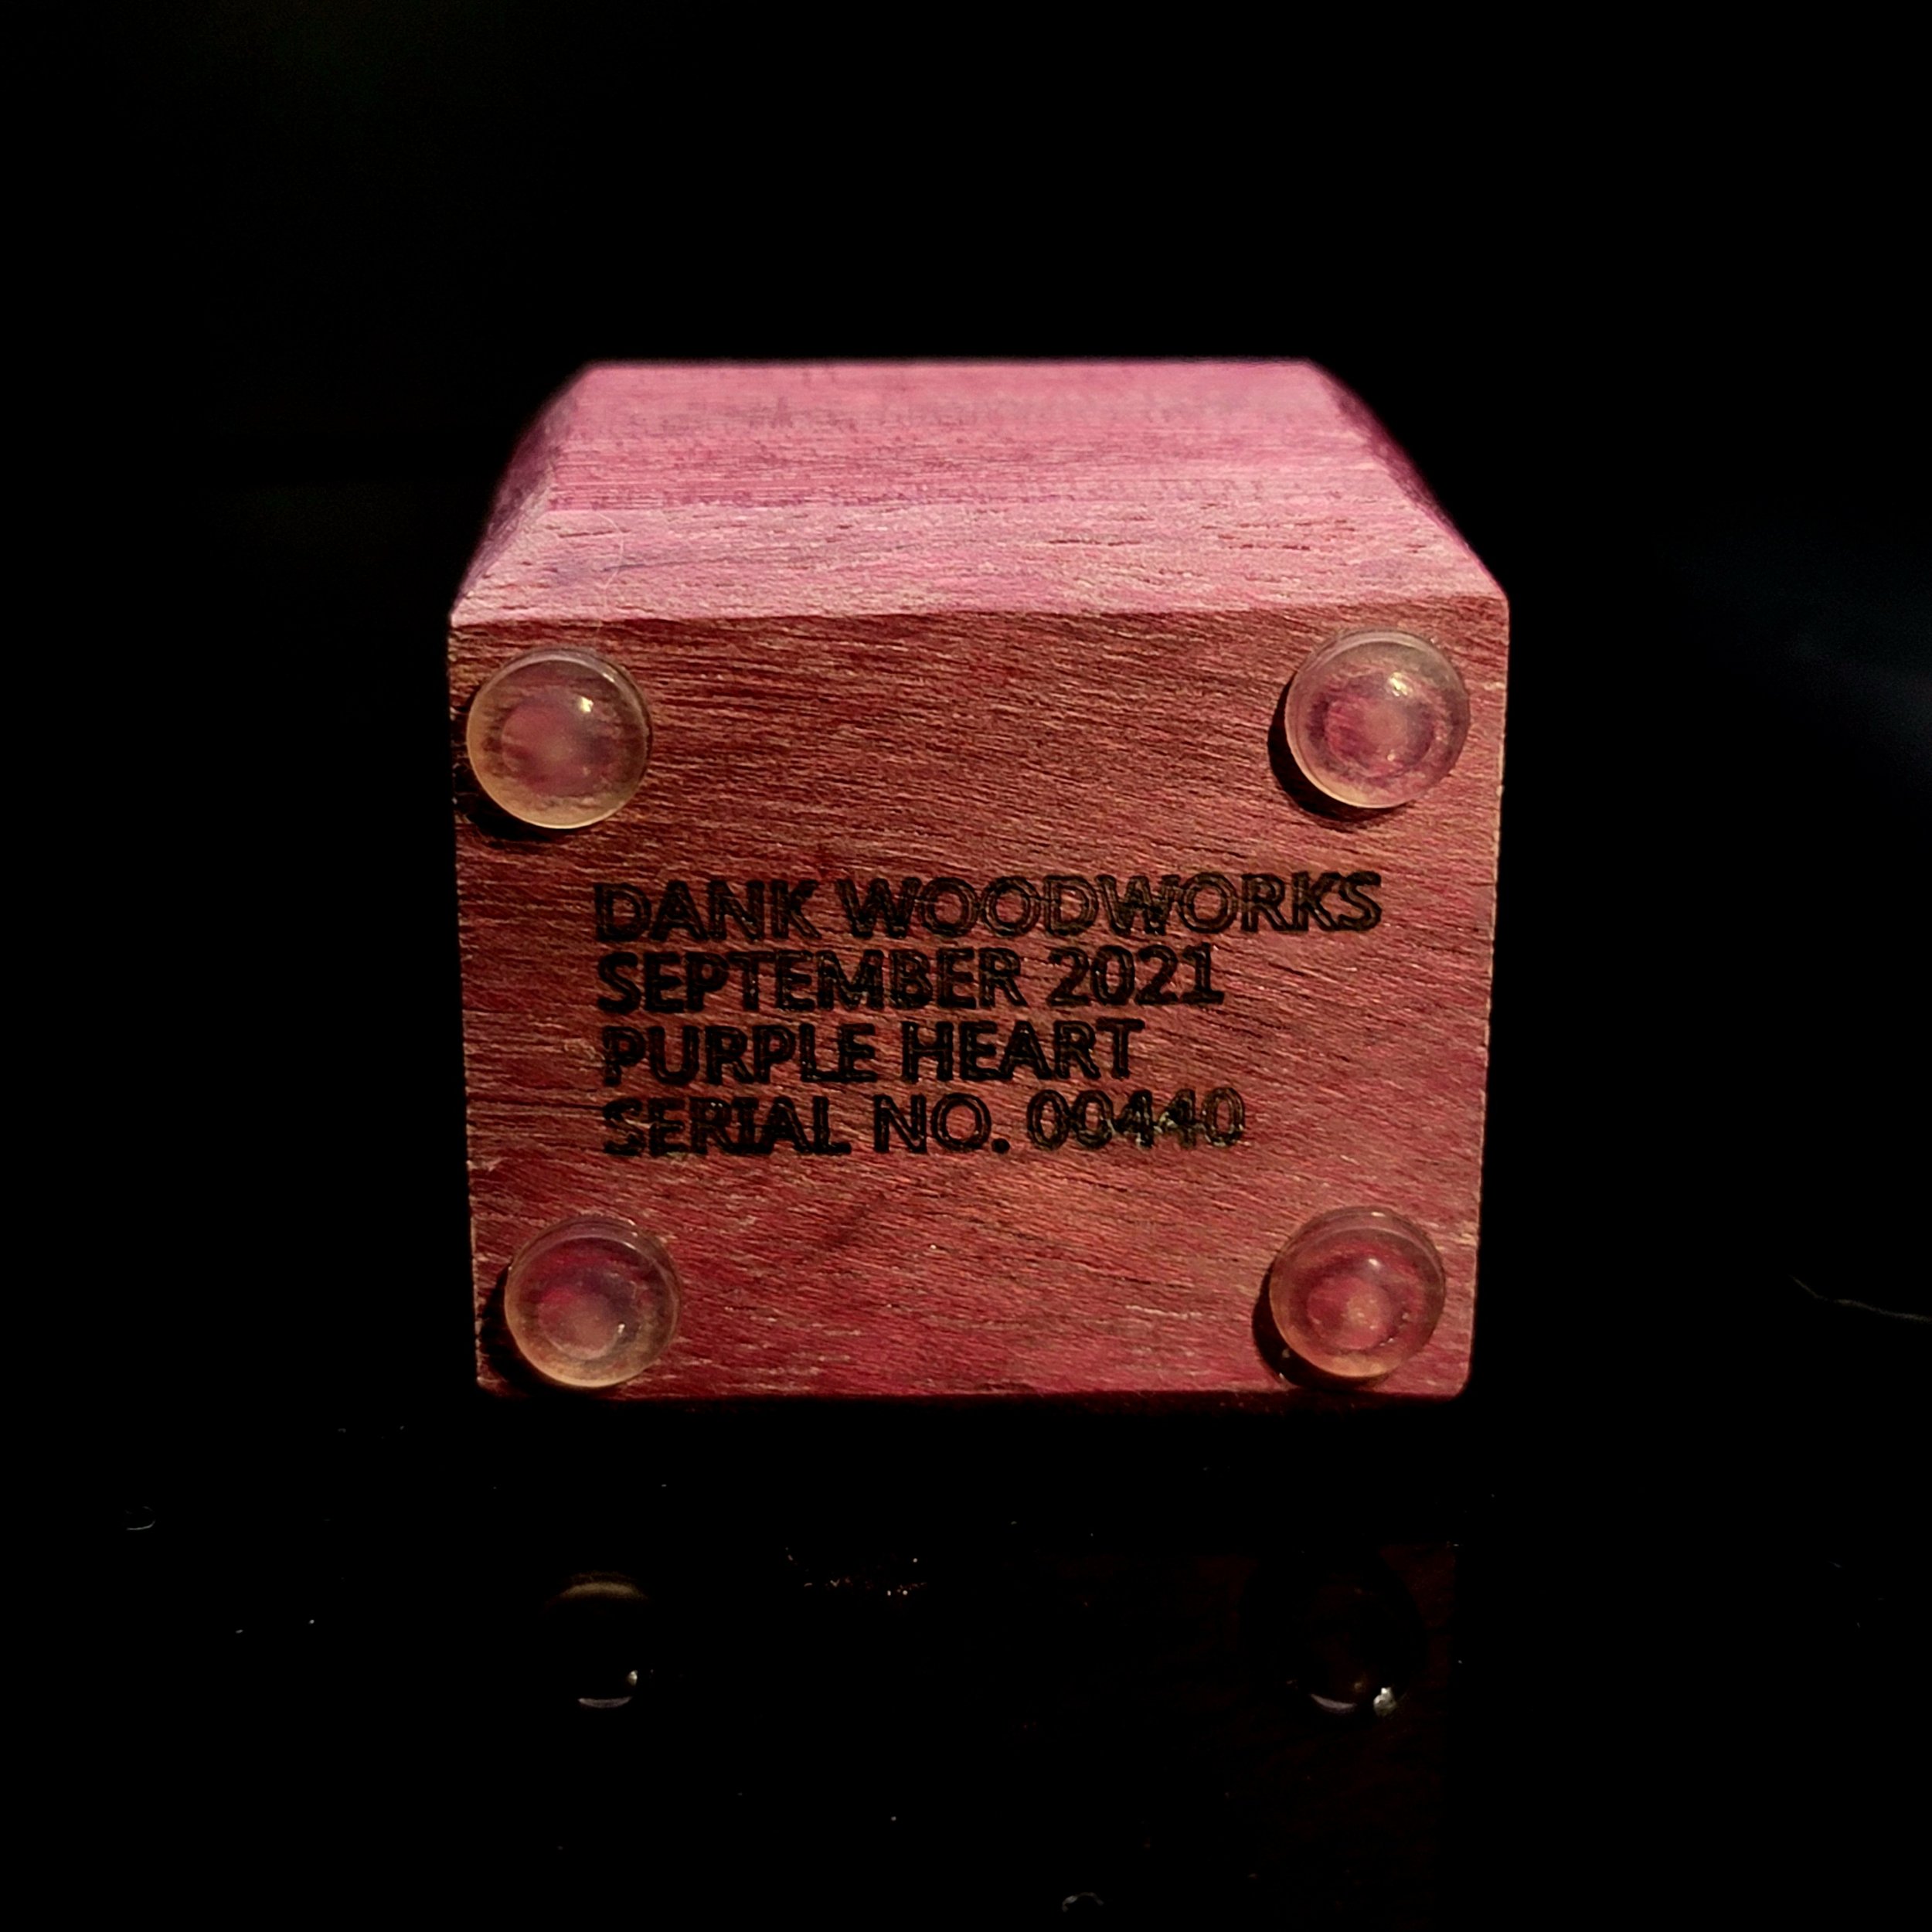 DANK WOODWORKS
SEPTEMBER 2021
PURPLE HEART
SERIAL NO. 00440